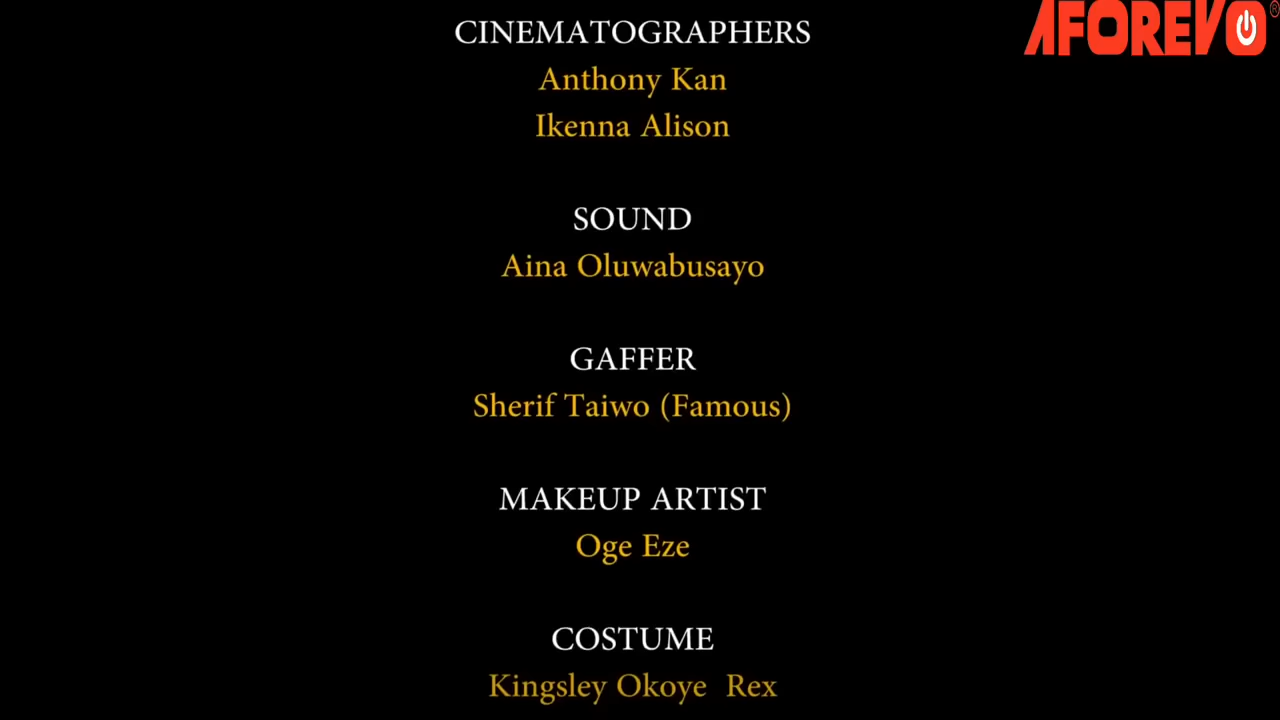 AFOREVO®
CINEMATOGRAPHERS
Anthony Kan
Ikenna Alison
SOUND
Aina Oluwabusayo
GAFFER
Sherif Taiwo (Famous)
MAKEUP ARTIST
Oge Eze
COSTUME
Kingsley Okoye  Rex